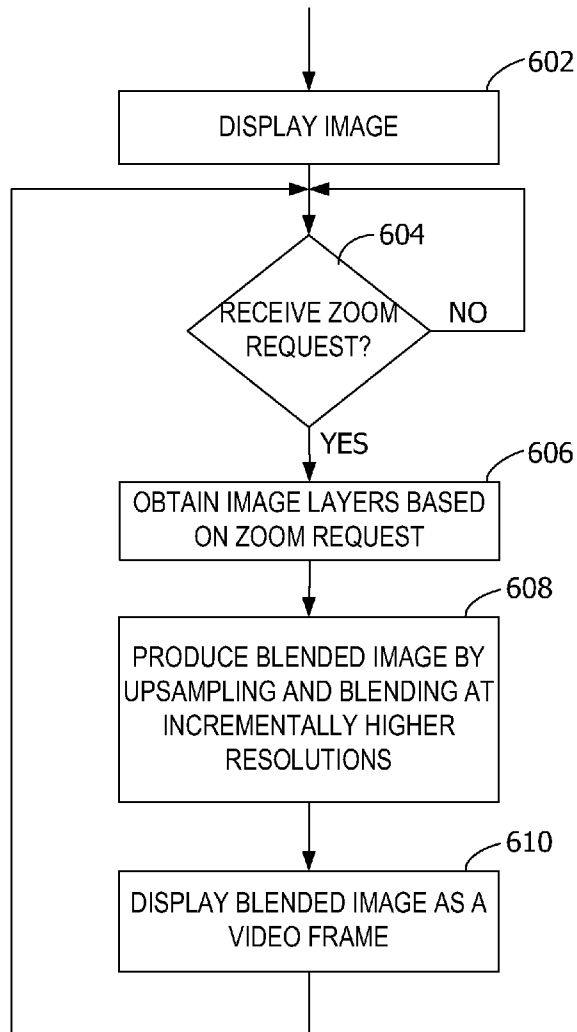 602
DISPLAY IMAGE
604
RECEIVE ZOOM
REQUEST?
NO
YES
606
OBTAIN IMAGE LAYERS BASED
ON ZOOM REQUEST
608
PRODUCE BLENDED IMAGE BY
UPSAMPLING AND BLENDING AT
INCREMENTALLY HIGHER
RESOLUTIONS
610
DISPLAY BLENDED IMAGE AS A
VIDEO FRAME